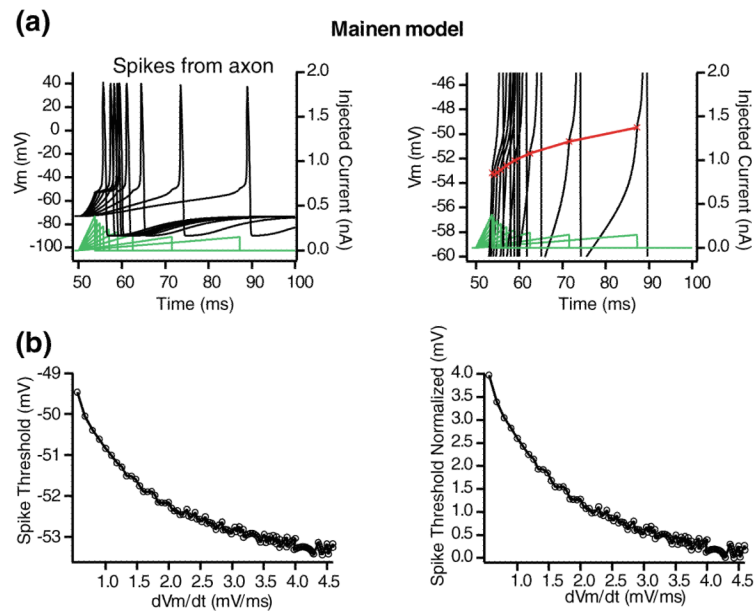 (a)
Mainen model
Spikes from axon
Vm (mV)
40
20
0
-20
-40
-60
-80
-100
2.0
1.5
1.0
0.5
0.0
Injected Current (nA)
50 60 70 80 90 100
Time (ms)
Vm (mV)
-46
-48
-50
-52
-54
-56
-58
-60
2.0
1.5
1.0
0.5
0.0
Injected Current (nA)
50 60 70 80 90 100
Time (ms)
(b)
Spike Threshold (mV)
-49
-50
-51
-52
-53
1.0 1.5 2.0 2.5 3.0 3.5 4.0 4.5
dVm/dt (mV/ms)
Spike Threshold Normalized (mV)
4.0
3.5
3.0
2.5
2.0
1.5
1.0
0.5
0.0
1.0 1.5 2.0 2.5 3.0 3.5 4.0 4.5
dVm/dt (mV/ms)